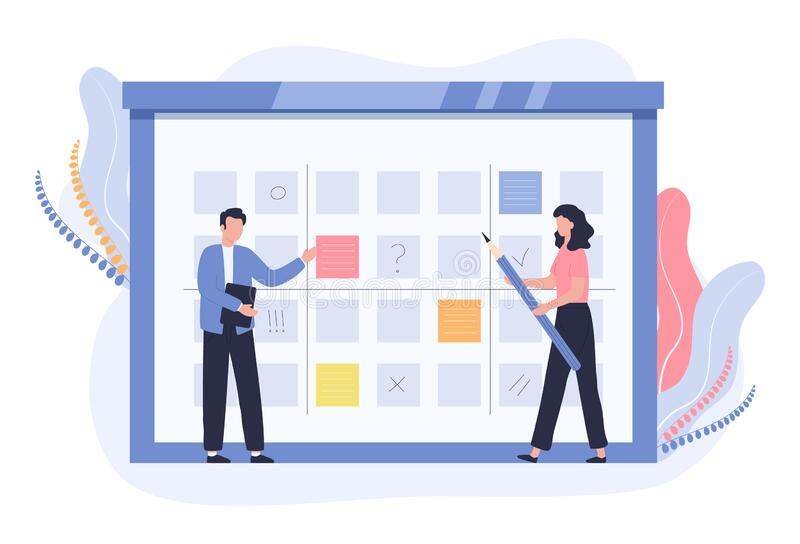 ○
? ✓
dreamstime
!!!
× //